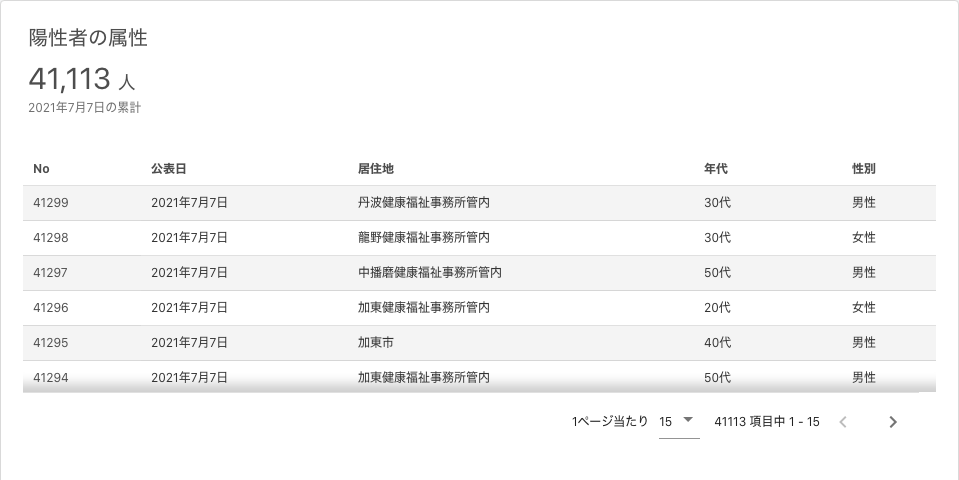 陽性者の属性
41,113 人
2021年7月7日の累計
No 公表日 居住地 年代 性別
41299 2021年7月7日 丹波健康福祉事務所管内 30代 男性
41298 2021年7月7日 龍野健康福祉事務所管内 30代 女性
41297 2021年7月7日 中播磨健康福祉事務所管内 50代 男性
41296 2021年7月7日 加東健康福祉事務所管内 20代 女性
41295 2021年7月7日 加東市 40代 男性
41294 2021年7月7日 加東健康福祉事務所管内 50代 男性
1ページ当たり 15 41113 項目中 1 - 15